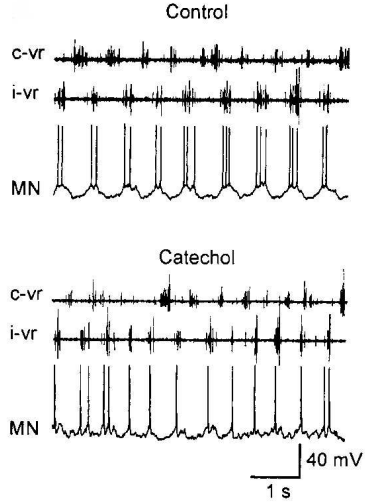 Control
c-vr
i-vr
MN
Catechol
c-vr
i-vr
MN
40 mV
1 s